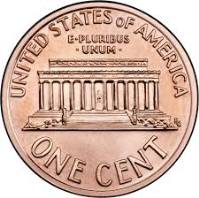 UNITED STATES OF AMERICA
E·PLURIBUS
·UNUM·
ONE CENT